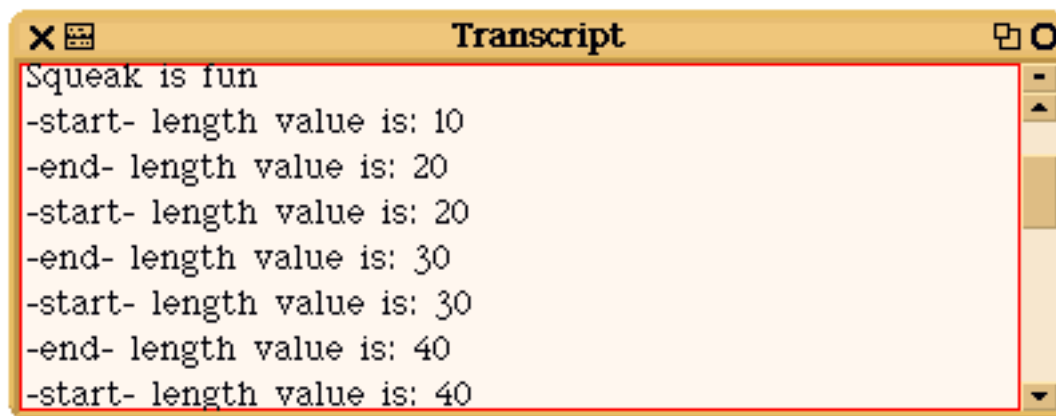 Transcript
Squeak is fun
-start- length value is: 10
-end- length value is: 20
-start- length value is: 20
-end- length value is: 30
-start- length value is: 30
-end- length value is: 40
-start- length value is: 40